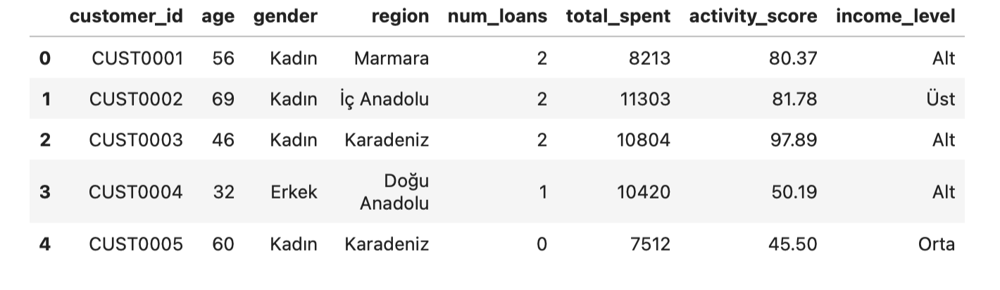 customer_id age gender region num_loans total_spent activity_score income_level
0 CUST0001 56 Kadın Marmara 2 8213 80.37 Alt
1 CUST0002 69 Kadın İç Anadolu 2 11303 81.78 Üst
2 CUST0003 46 Kadın Karadeniz 2 10804 97.89 Alt
3 CUST0004 32 Erkek Doğu Anadolu 1 10420 50.19 Alt
4 CUST0005 60 Kadın Karadeniz 0 7512 45.50 Orta